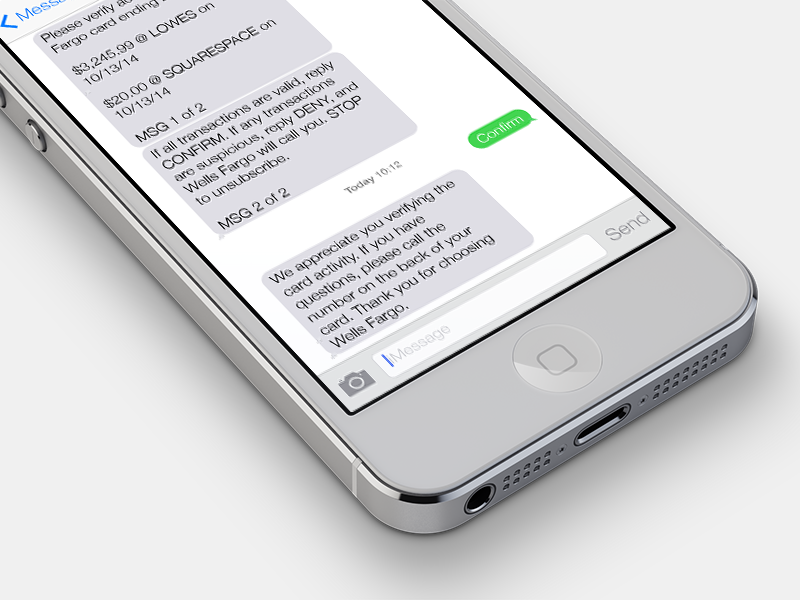 Messa
Please verify ac
Fargo card ending
$3,245.99 @ LOWES on
10/13/14
$20.00 @ SQUARESPACE on
10/13/14
MSG 1 of 2
If all transactions are valid, reply
CONFIRM. If any transactions
are suspicious, reply DENY, and
Wells Fargo will call you. STOP
to unsubscribe.
MSG 2 of 2
Confirm
Today 10:12
We appreciate you verifying the
card activity. If you have
questions, please call the
number on the back of your
card. Thank you for choosing
Wells Fargo.
Message
Send